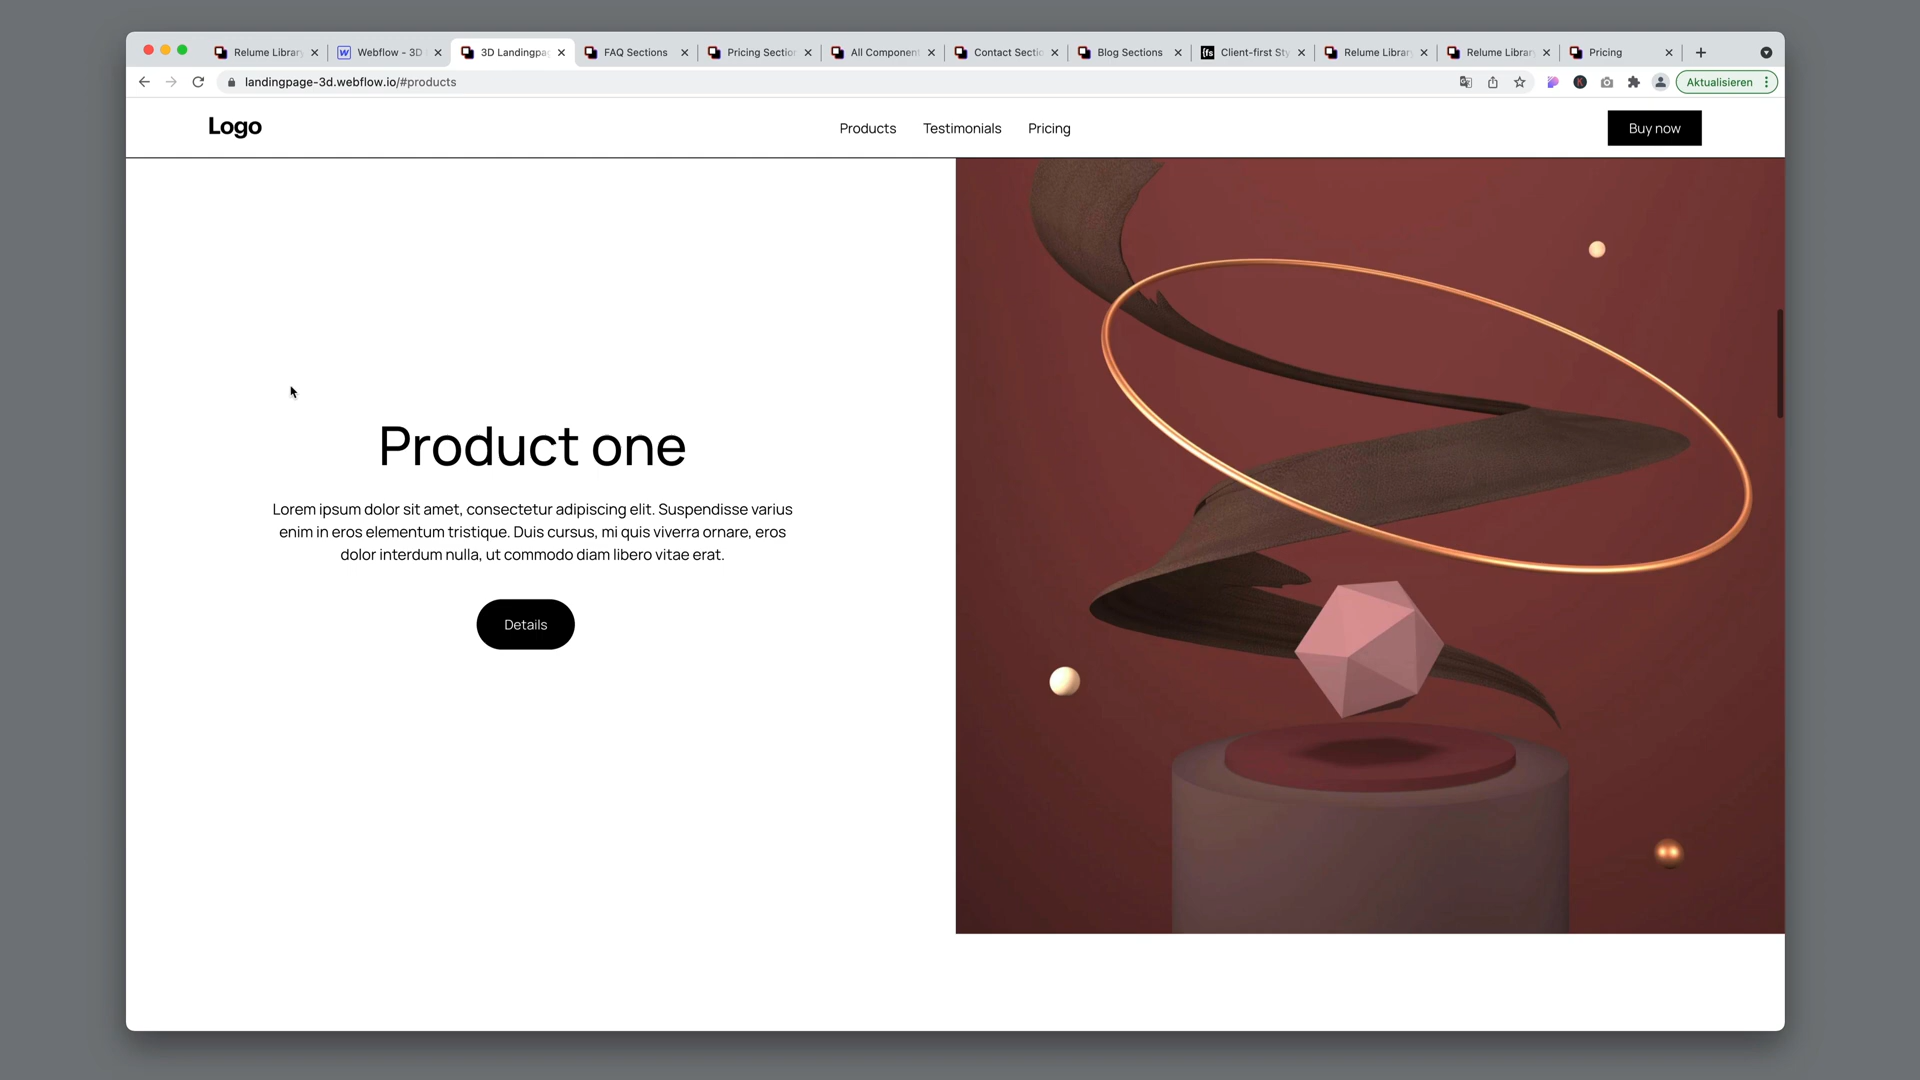 Relume Library
Webflow - 3D
3D Landingpa
FAQ Sections
Pricing Section
All Component
Contact Sectio
Blog Sections
Client-first Sty
Relume Library
Relume Library
Pricing
landingpage-3d.webflow.io/#products
Aktualisieren
Logo
Products
Testimonials
Pricing
Buy now
Product one
Lorem ipsum dolor sit amet, consectetur adipiscing elit. Suspendisse varius
enim in eros elementum tristique. Duis cursus, mi quis viverra ornare, eros
dolor interdum nulla, ut commodo diam libero vitae erat.
Details